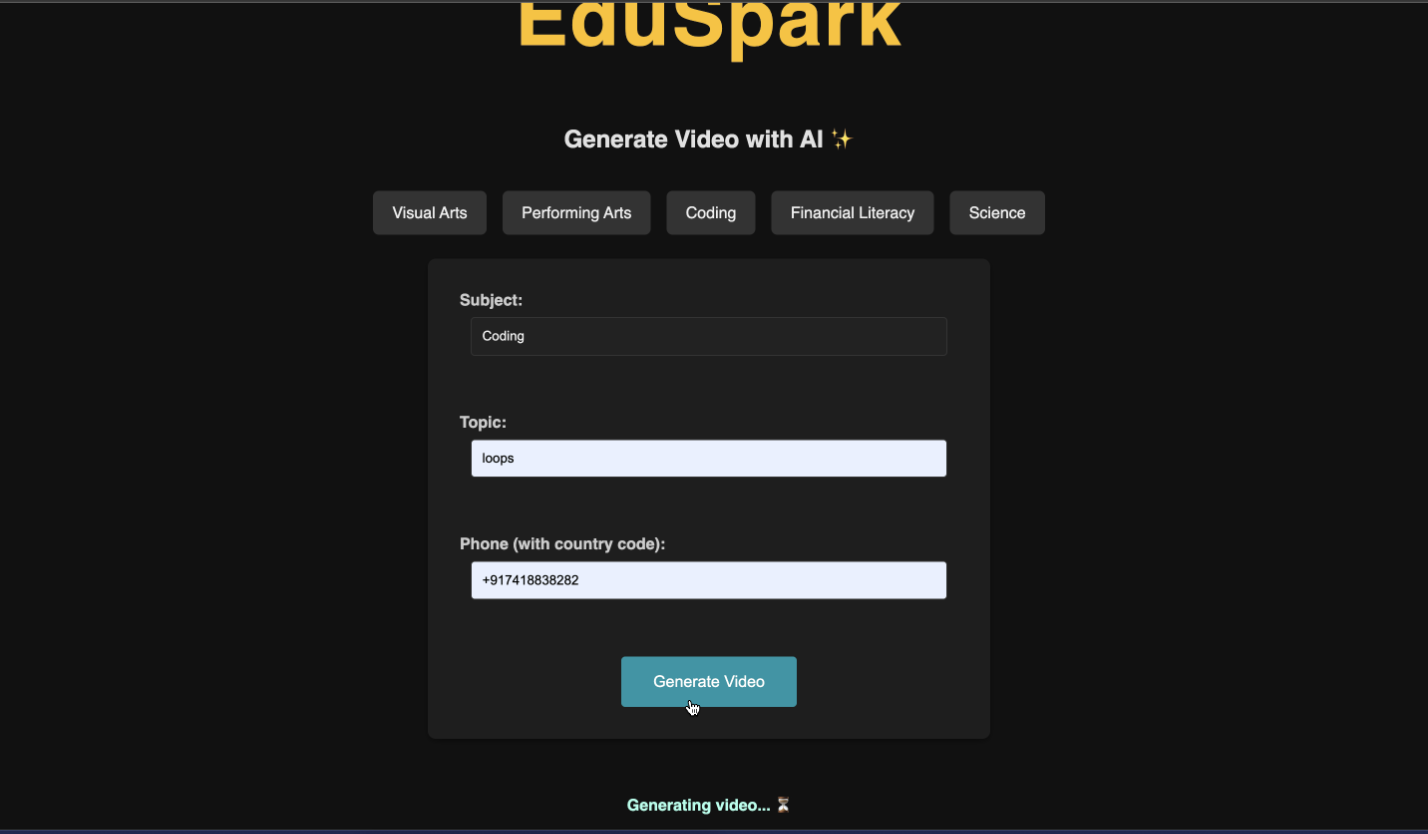 EduSpark
Generate Video with AI ✨
Visual Arts Performing Arts Coding Financial Literacy Science
Subject:
Coding
Topic:
loops
Phone (with country code):
+917418838282
Generate Video
Generating video... ⏳